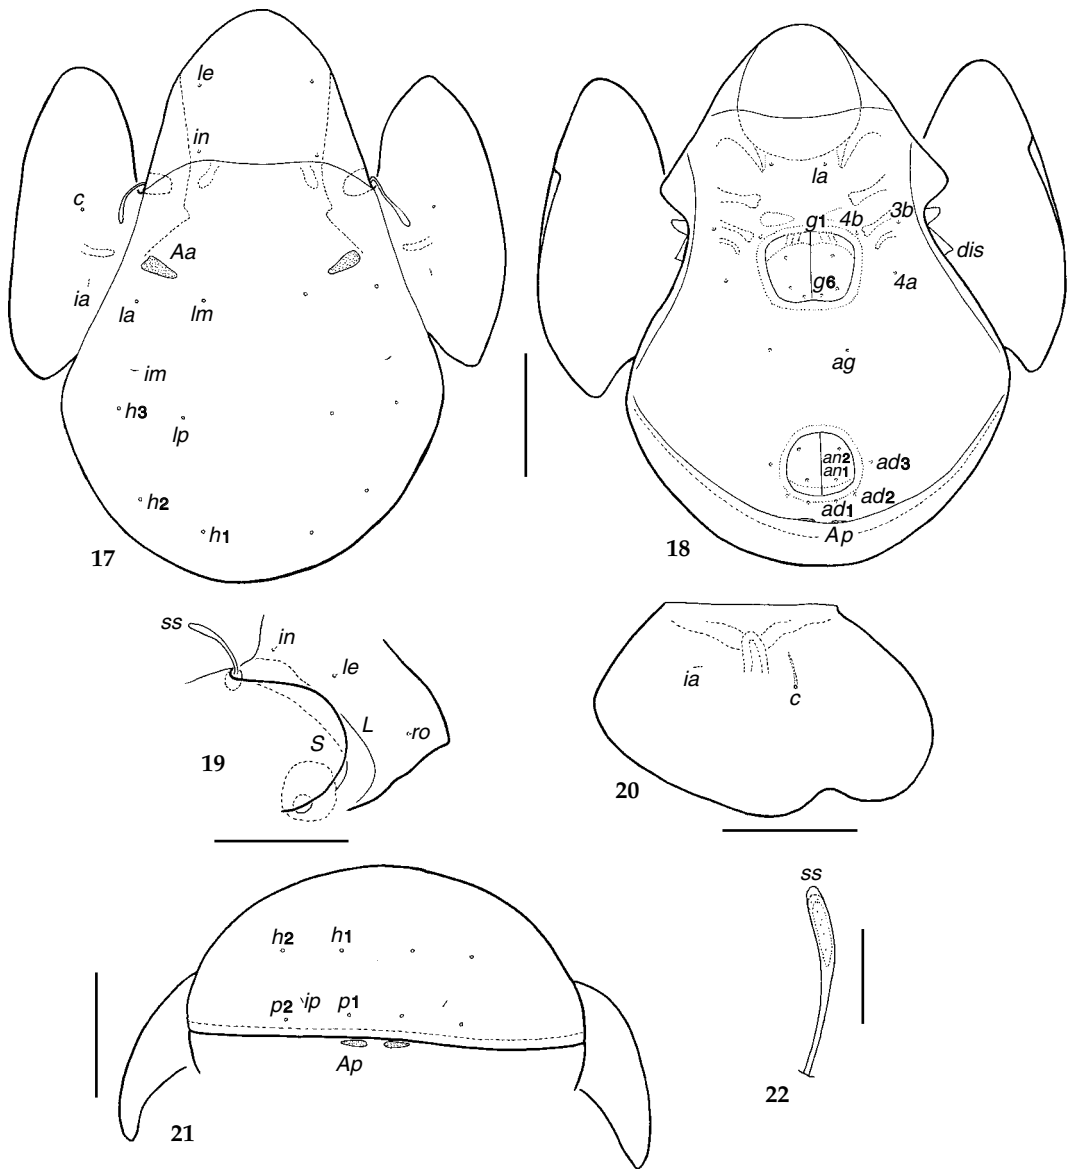 le
in
c
Aa
ia
la
lm
im
h3
lp
h2
h1
17
la
g1
4b
3b
dis
g6
4a
ag
an2
an1
ad3
ad2
ad1
Ap
18
ss
in
le
L
S
ro
19
ia
c
20
h2
h1
p2
ip
p1
Ap
21
ss
22